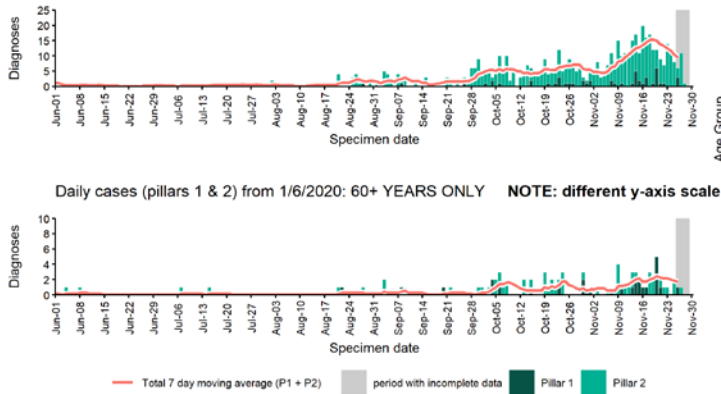 25
20
15
10
5
0
Diagnoses
Jun-01
Jun-08
Jun-15
Jun-22
Jun-29
Jul-06
Jul-13
Jul-20
Jul-27
Aug-03
Aug-10
Aug-17
Aug-24
Aug-31
Sep-07
Sep-14
Sep-21
Sep-28
Oct-05
Oct-12
Oct-19
Oct-26
Nov-02
Nov-09
Nov-16
Nov-23
Nov-30
Specimen date
Age Group
Daily cases (pillars 1 & 2) from 1/6/2020: 60+ YEARS ONLY NOTE: different y-axis scale
10
8
6
4
2
0
Diagnoses
Jun-01
Jun-08
Jun-15
Jun-22
Jun-29
Jul-06
Jul-13
Jul-20
Jul-27
Aug-03
Aug-10
Aug-17
Aug-24
Aug-31
Sep-07
Sep-14
Sep-21
Sep-28
Oct-05
Oct-12
Oct-19
Oct-26
Nov-02
Nov-09
Nov-16
Nov-23
Nov-30
Specimen date
Total 7 day moving average (P1 + P2) period with incomplete data Pillar 1 Pillar 2